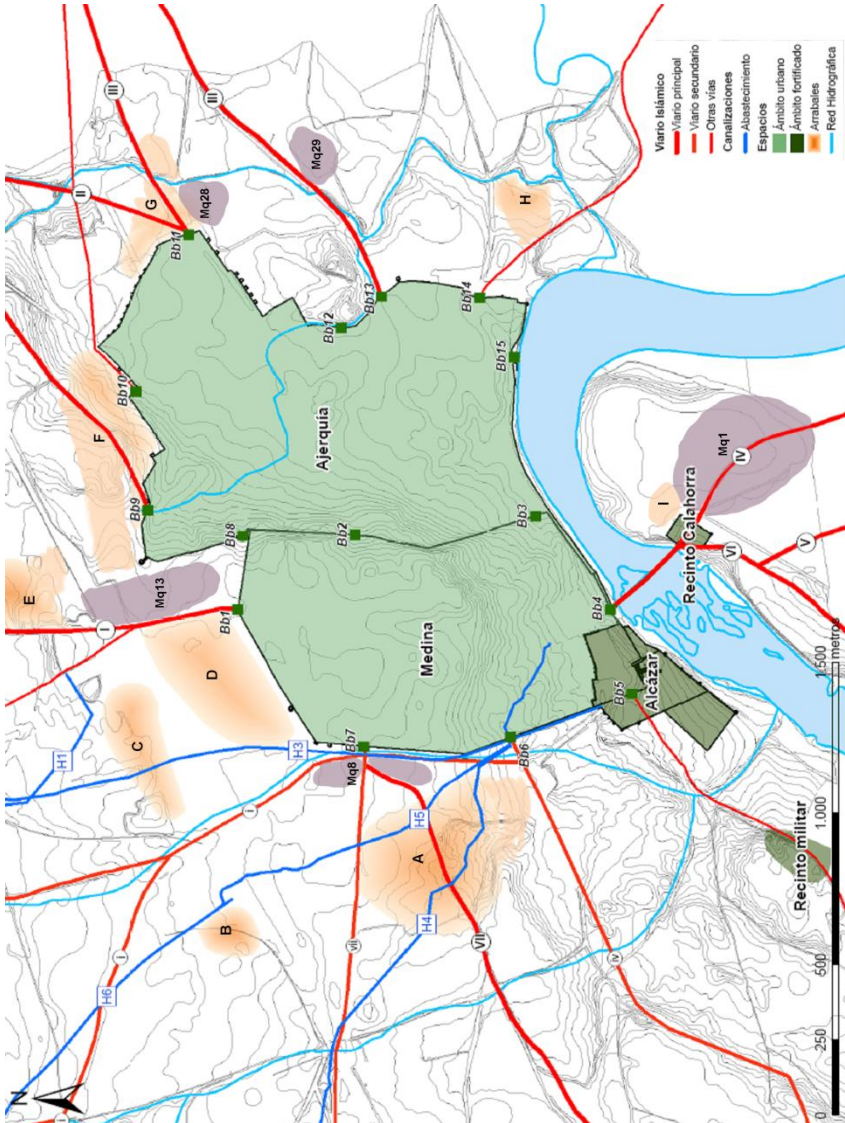 N
I
II
III
III
IV
V
VI
VII
i
i
i
iv
vii
H1
H3
H4
H5
H6
A
B
C
D
E
F
G
H
I
Mq1
Mq8
Mq13
Mq28
Mq29
Bb1
Bb2
Bb3
Bb4
Bb5
Bb6
Bb7
Bb8
Bb9
Bb10
Bb11
Bb12
Bb13
Bb14
Bb15
Medina
Ajerquía
Alcázar
Recinto Calahorra
Recinto militar
0
250
500
1.000
1.500
metros
Viario Islámico
Viario principal
Viario secundario
Otras vías
Canalizaciones
Abastecimiento
Espacios
Ámbito urbano
Ámbito fortificado
Arrabales
Red Hidrográfica